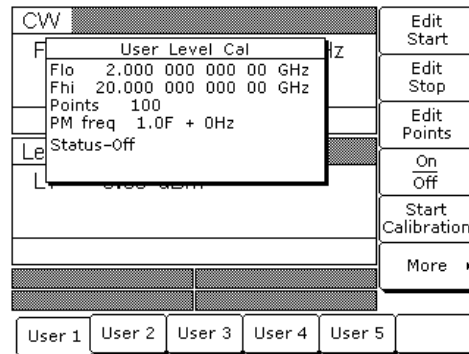 CW
User Level Cal
Flo 2.000 000 000 00 GHz
Fhi 20.000 000 000 00 GHz
Points 100
PM freq 1.0F + 0Hz
Status-Off
Edit
Start
Edit
Stop
Edit
Points
On
Off
Start
Calibration
More
User 1 User 2 User 3 User 4 User 5